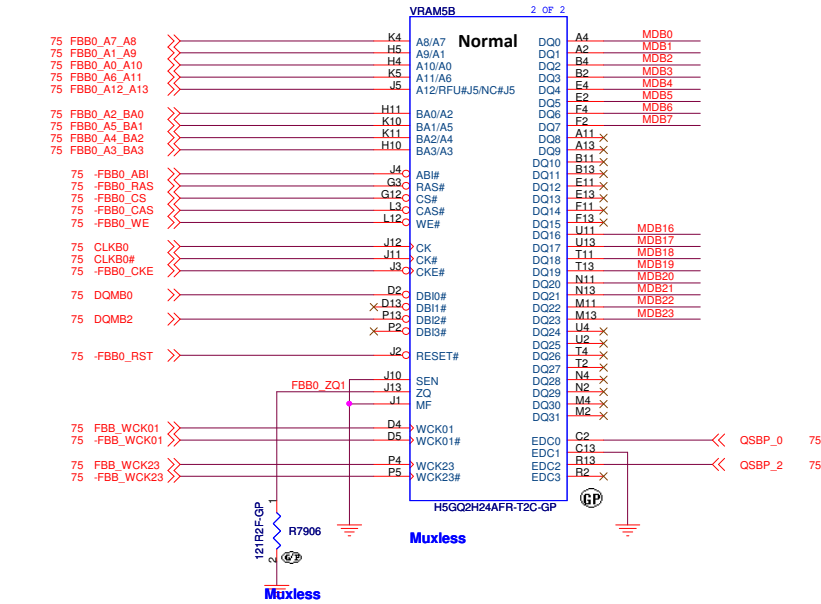 VRAM5B 2 OF 2
Normal
75 FBB0_A7_A8 K4 A8/A7 DQ0 A4 MDB0
75 FBB0_A1_A9 H5 A9/A1 DQ1 A2 MDB1
75 FBB0_A0_A10 H4 A10/A0 DQ2 B4 MDB2
75 FBB0_A6_A11 K5 A11/A6 DQ3 B2 MDB3
75 FBB0_A12_A13 J5 A12/RFU#J5/NC#J5 DQ4 E4 MDB4
DQ5 E2 MDB5
75 FBB0_A2_BA0 H11 BA0/A2 DQ6 F4 MDB6
75 FBB0_A5_BA1 K10 BA1/A5 DQ7 F2 MDB7
75 FBB0_A4_BA2 K11 BA2/A4 DQ8 A11
75 FBB0_A3_BA3 H10 BA3/A3 DQ9 A13
DQ10 B11
75 -FBB0_ABI J4 ABI# DQ11 B13
75 -FBB0_RAS G3 RAS# DQ12 E11
75 -FBB0_CS G12 CS# DQ13 E13
75 -FBB0_CAS L3 CAS# DQ14 F11
75 -FBB0_WE L12 WE# DQ15 F13
DQ16 U11 MDB16
75 CLKB0 J12 CK DQ17 U13 MDB17
75 CLKB0# J11 CK# DQ18 T11 MDB18
75 -FBB0_CKE J3 CKE# DQ19 T13 MDB19
DQ20 N11 MDB20
75 DQMB0 D2 DBI0# DQ21 N13 MDB21
D13 DBI1# DQ22 M11 MDB22
75 DQMB2 P13 DBI2# DQ23 M13 MDB23
P2 DBI3# DQ24 U4
DQ25 U2
75 -FBB0_RST J2 RESET# DQ26 T4
DQ27 T2
J10 SEN DQ28 N4
FBB0_ZQ1 J13 ZQ DQ29 N2
J1 MF DQ30 M4
DQ31 M2
75 FBB_WCK01 D4 WCK01
75 -FBB_WCK01 D5 WCK01# EDC0 C2 QSBP_0 75
EDC1 C13
75 FBB_WCK23 P4 WCK23 EDC2 R13 QSBP_2 75
75 -FBB_WCK23 P5 WCK23# EDC3 R2
GP
H5GQ2H24AFR-T2C-GP
1
121R2F-GP R7906
2 G/P
Muxless
Muxless